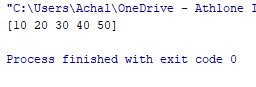 "C:\Users\Achal\OneDrive - Athlone I
[10 20 30 40 50]
Process finished with exit code 0